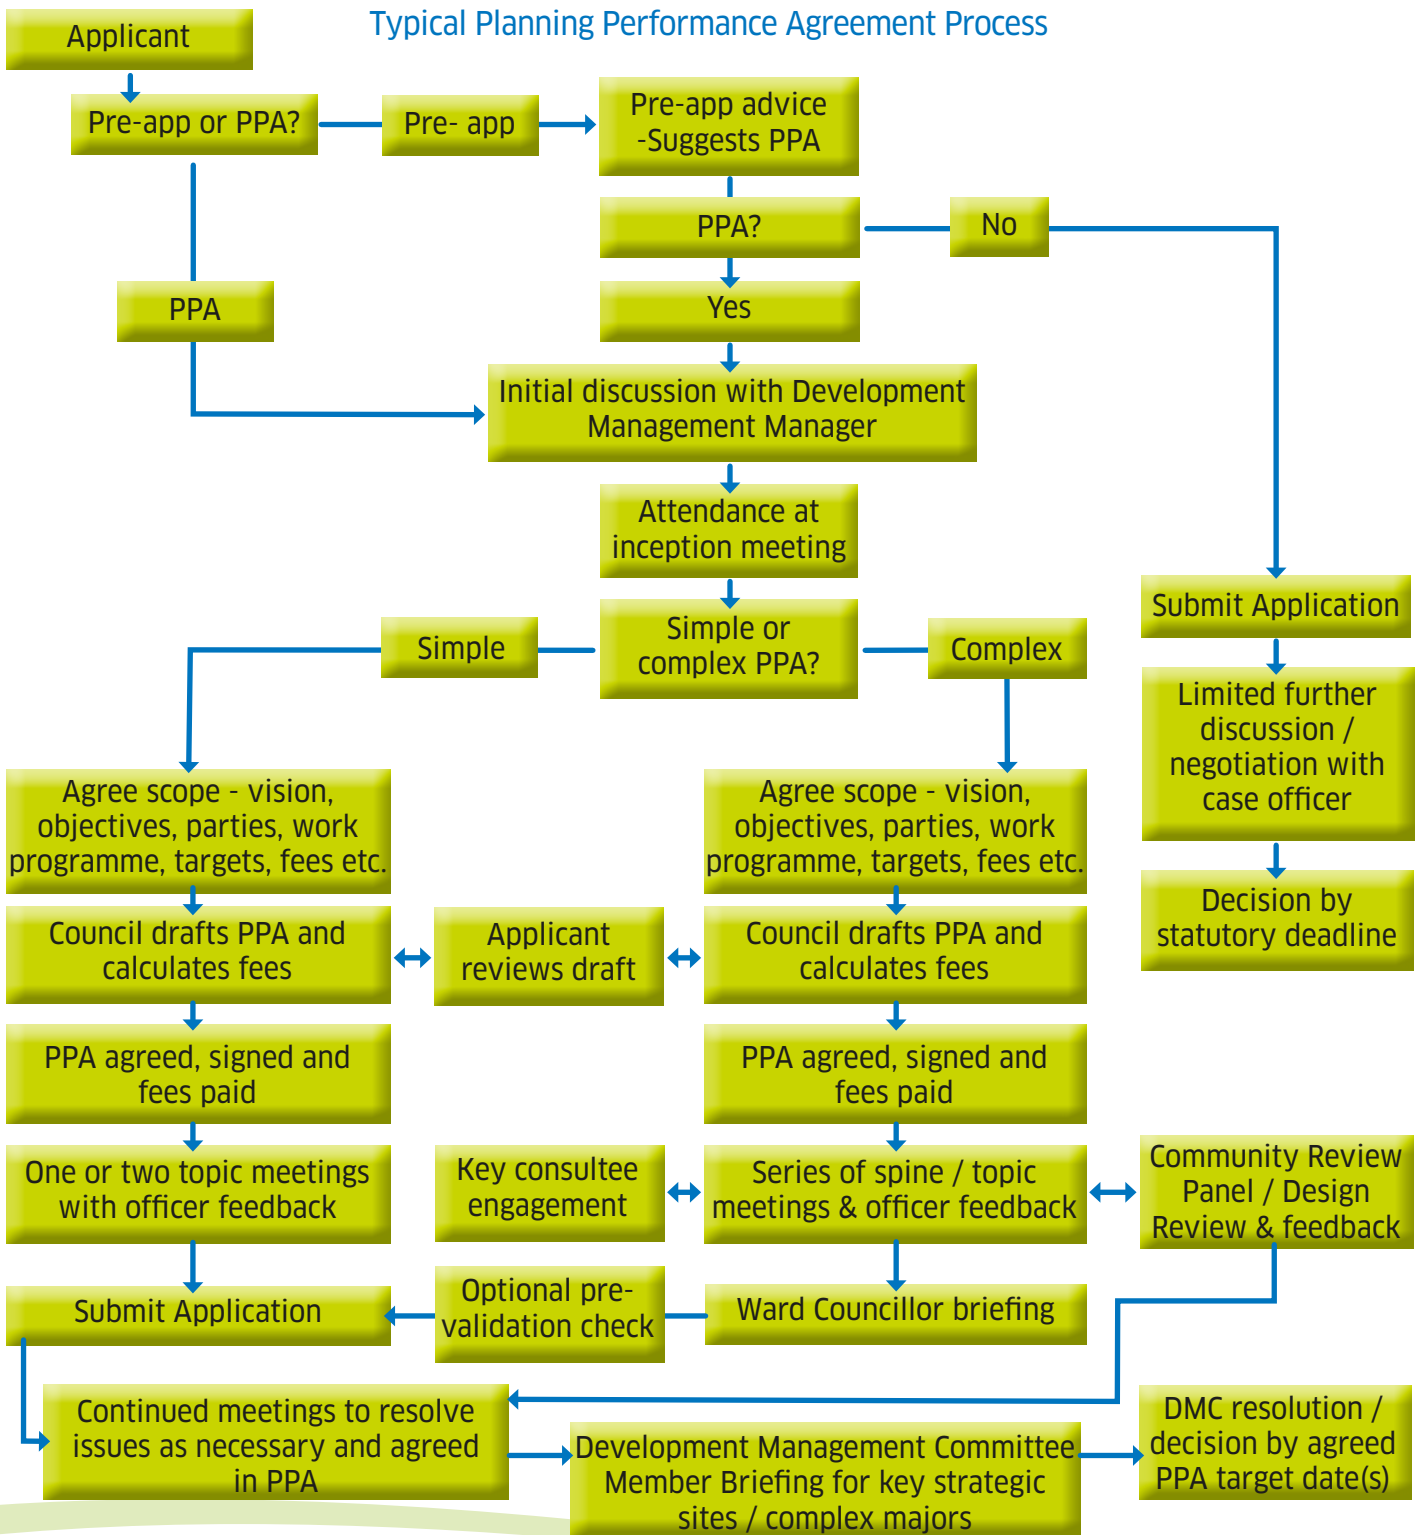 Typical Planning Performance Agreement Process
Applicant
Pre-app or PPA?
Pre- app
Pre-app advice
-Suggests PPA
PPA?
No
PPA
Yes
Initial discussion with Development
Management Manager
Attendance at
inception meeting
Simple or
complex PPA?
Simple
Complex
Submit Application
Limited further
discussion /
negotiation with
case officer
Decision by
statutory deadline
Agree scope - vision,
objectives, parties, work
programme, targets, fees etc.
Agree scope - vision,
objectives, parties, work
programme, targets, fees etc.
Council drafts PPA and
calculates fees
Applicant
reviews draft
Council drafts PPA and
calculates fees
PPA agreed, signed and
fees paid
PPA agreed, signed and
fees paid
One or two topic meetings
with officer feedback
Key consultee
engagement
Series of spine / topic
meetings & officer feedback
Community Review
Panel / Design
Review & feedback
Submit Application
Optional pre-
validation check
Ward Councillor briefing
Continued meetings to resolve
issues as necessary and agreed
in PPA
Development Management Committee
Member Briefing for key strategic
sites / complex majors
DMC resolution /
decision by agreed
PPA target date(s)